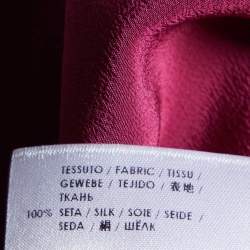 TESSUTO / FABRIC / TISSU /
GEWEBE / TEJIDO / 表地 /
ТКАНЬ
100% SETA / SILK / SOIE / SEIDE /
SEDA / 絹 / ШЁЛК